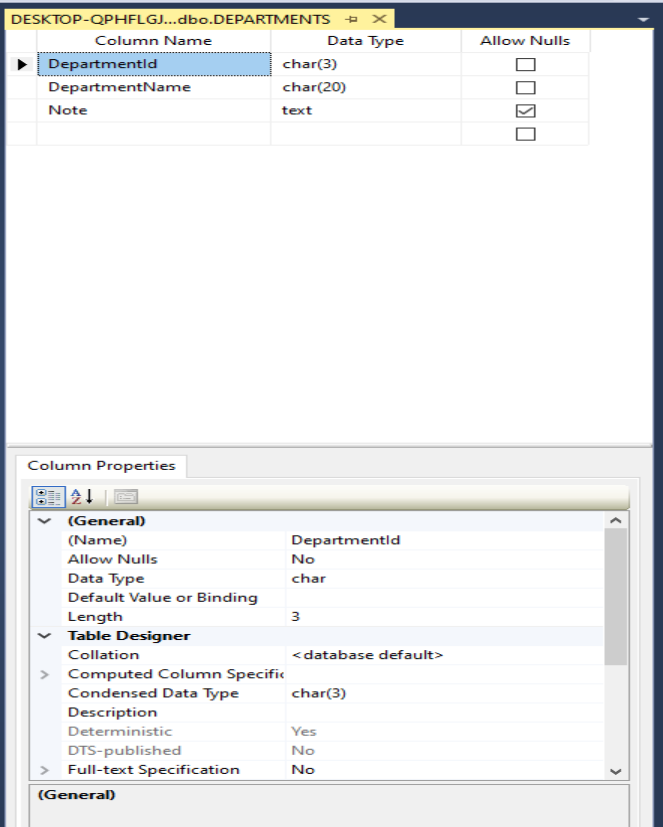 DESKTOP-QPHFLGJ...dbo.DEPARTMENTS
Column Name Data Type Allow Nulls
DepartmentId char(3)
DepartmentName char(20)
Note text
Column Properties
(General)
(Name) DepartmentId
Allow Nulls No
Data Type char
Default Value or Binding
Length 3
Table Designer
Collation <database default>
Computed Column Specific
Condensed Data Type char(3)
Description
Deterministic Yes
DTS-published No
Full-text Specification No
(General)